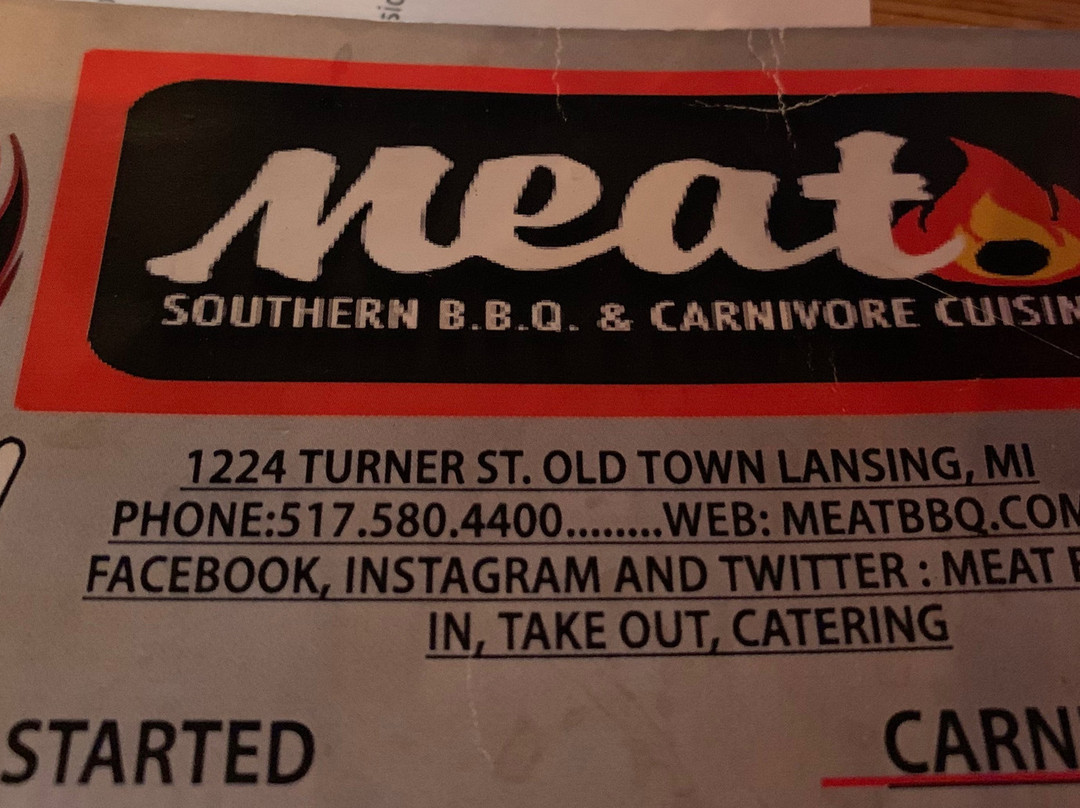 meat
SOUTHERN B.B.Q. & CARNIVORE CUISIN
1224 TURNER ST. OLD TOWN LANSING, MI
PHONE:517.580.4400........WEB: MEATBBQ.COM
FACEBOOK, INSTAGRAM AND TWITTER : MEAT
IN, TAKE OUT, CATERING
STARTED
CARN